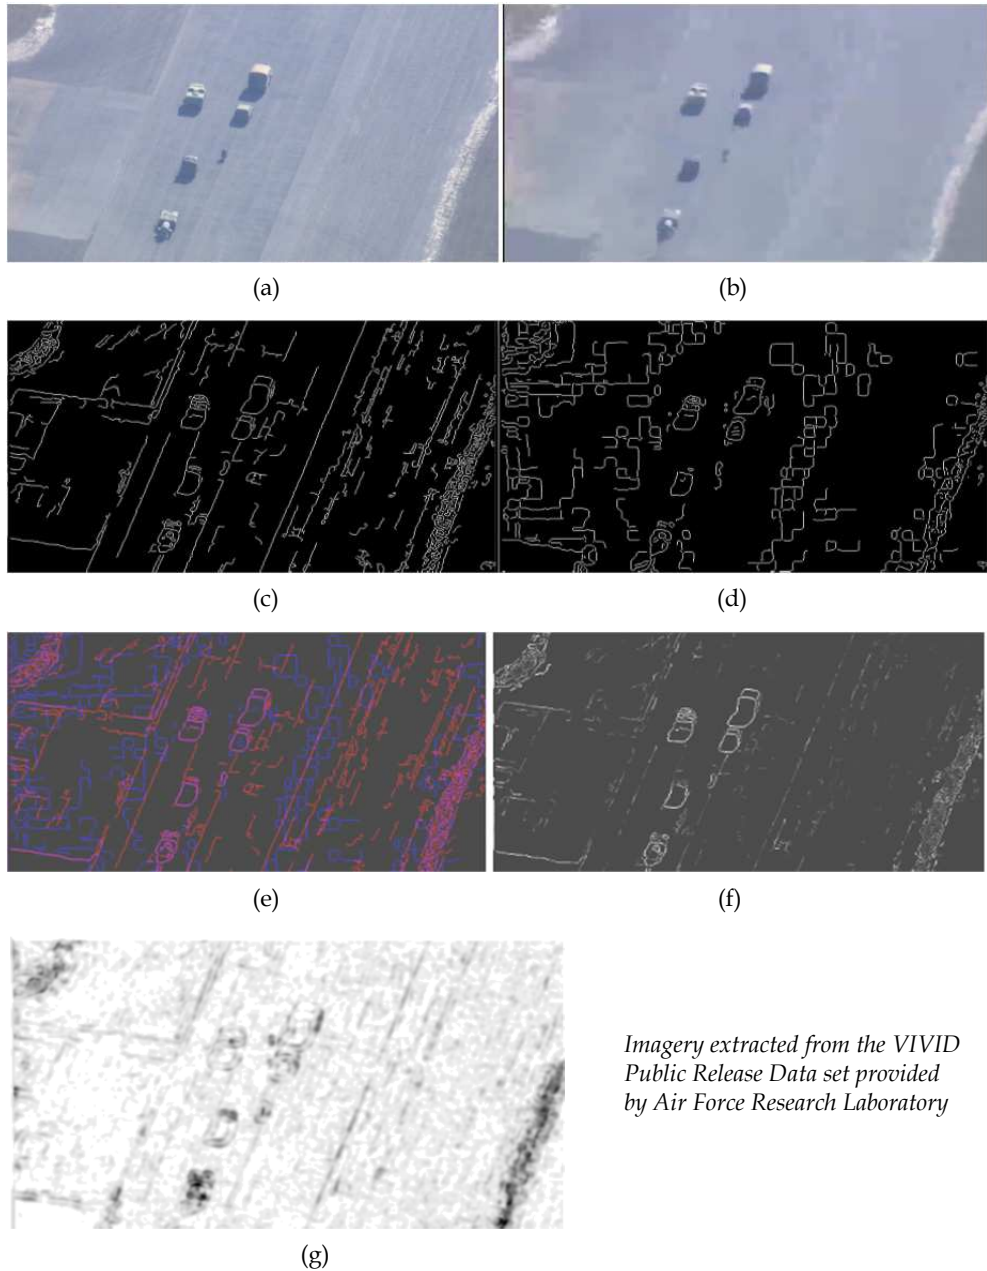 (a)
(b)
(c)
(d)
(e)
(f)
(g)
Imagery extracted from the VIVID
Public Release Data set provided
by Air Force Research Laboratory